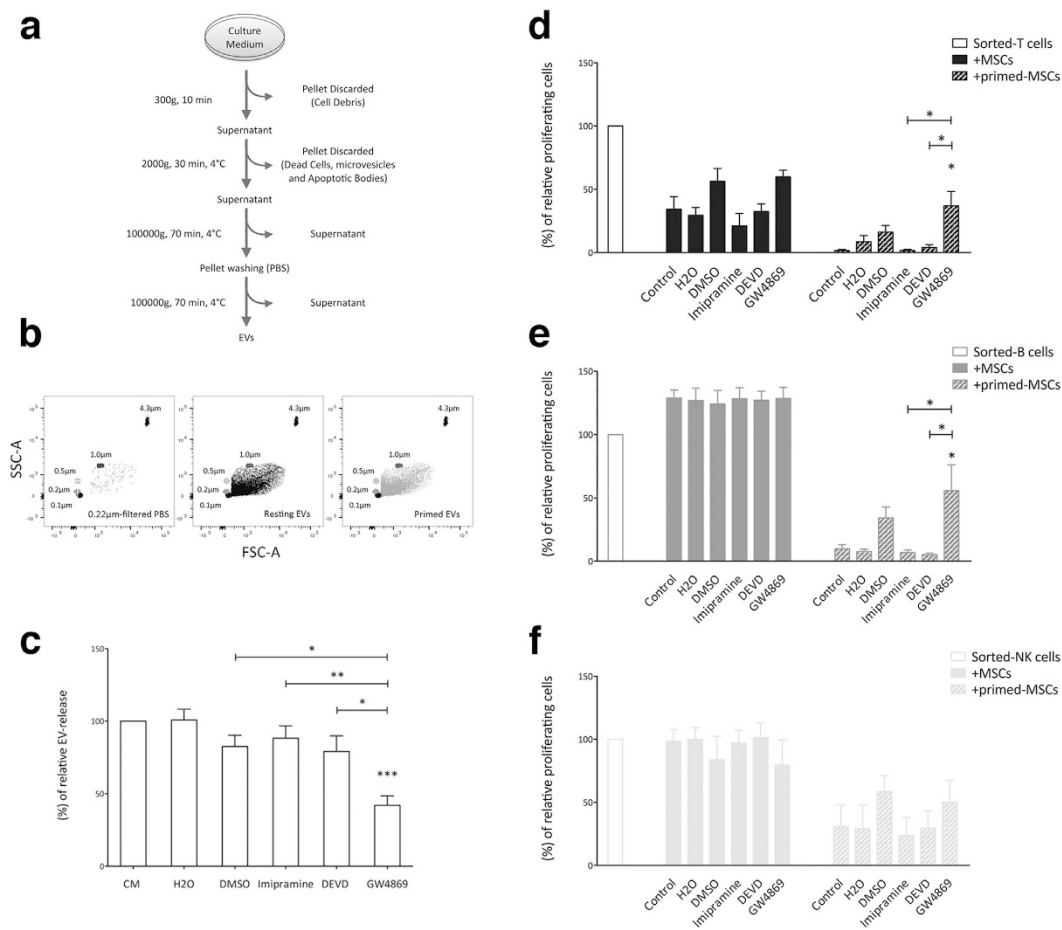 a
Culture
Medium
300g, 10 min
Pellet Discarded
(Cell Debris)
Supernatant
2000g, 30 min, 4°C
Pellet Discarded
(Dead Cells, microvesicles
and Apoptotic Bodies)
Supernatant
100000g, 70 min, 4°C
Supernatant
Pellet washing (PBS)
100000g, 70 min, 4°C
Supernatant
EVs
b
SSC-A
4.3µm
1.0µm
0.5µm
0.2µm
0.1µm
0.22µm-filtered PBS
4.3µm
1.0µm
0.5µm
0.2µm
0.1µm
Resting EVs
4.3µm
1.0µm
0.5µm
0.2µm
0.1µm
Primed EVs
FSC-A
c
(%) of relative EV-release
150
100
50
0
*
**
*
***
CM H2O DMSO Imipramine DEVD GW4869
d
Sorted-T cells
+MSCs
+primed-MSCs
(%) of relative proliferating cells
150
100
50
0
*
*
*
Control H2O DMSO Imipramine DEVD GW4869
Control H2O DMSO Imipramine DEVD GW4869
e
Sorted-B cells
+MSCs
+primed-MSCs
(%) of relative proliferating cells
150
100
50
0
*
*
*
Control H2O DMSO Imipramine DEVD GW4869
Control H2O DMSO Imipramine DEVD GW4869
f
Sorted-NK cells
+MSCs
+primed-MSCs
(%) of relative proliferating cells
150
100
50
0
Control H2O DMSO Imipramine DEVD GW4869
Control H2O DMSO Imipramine DEVD GW4869